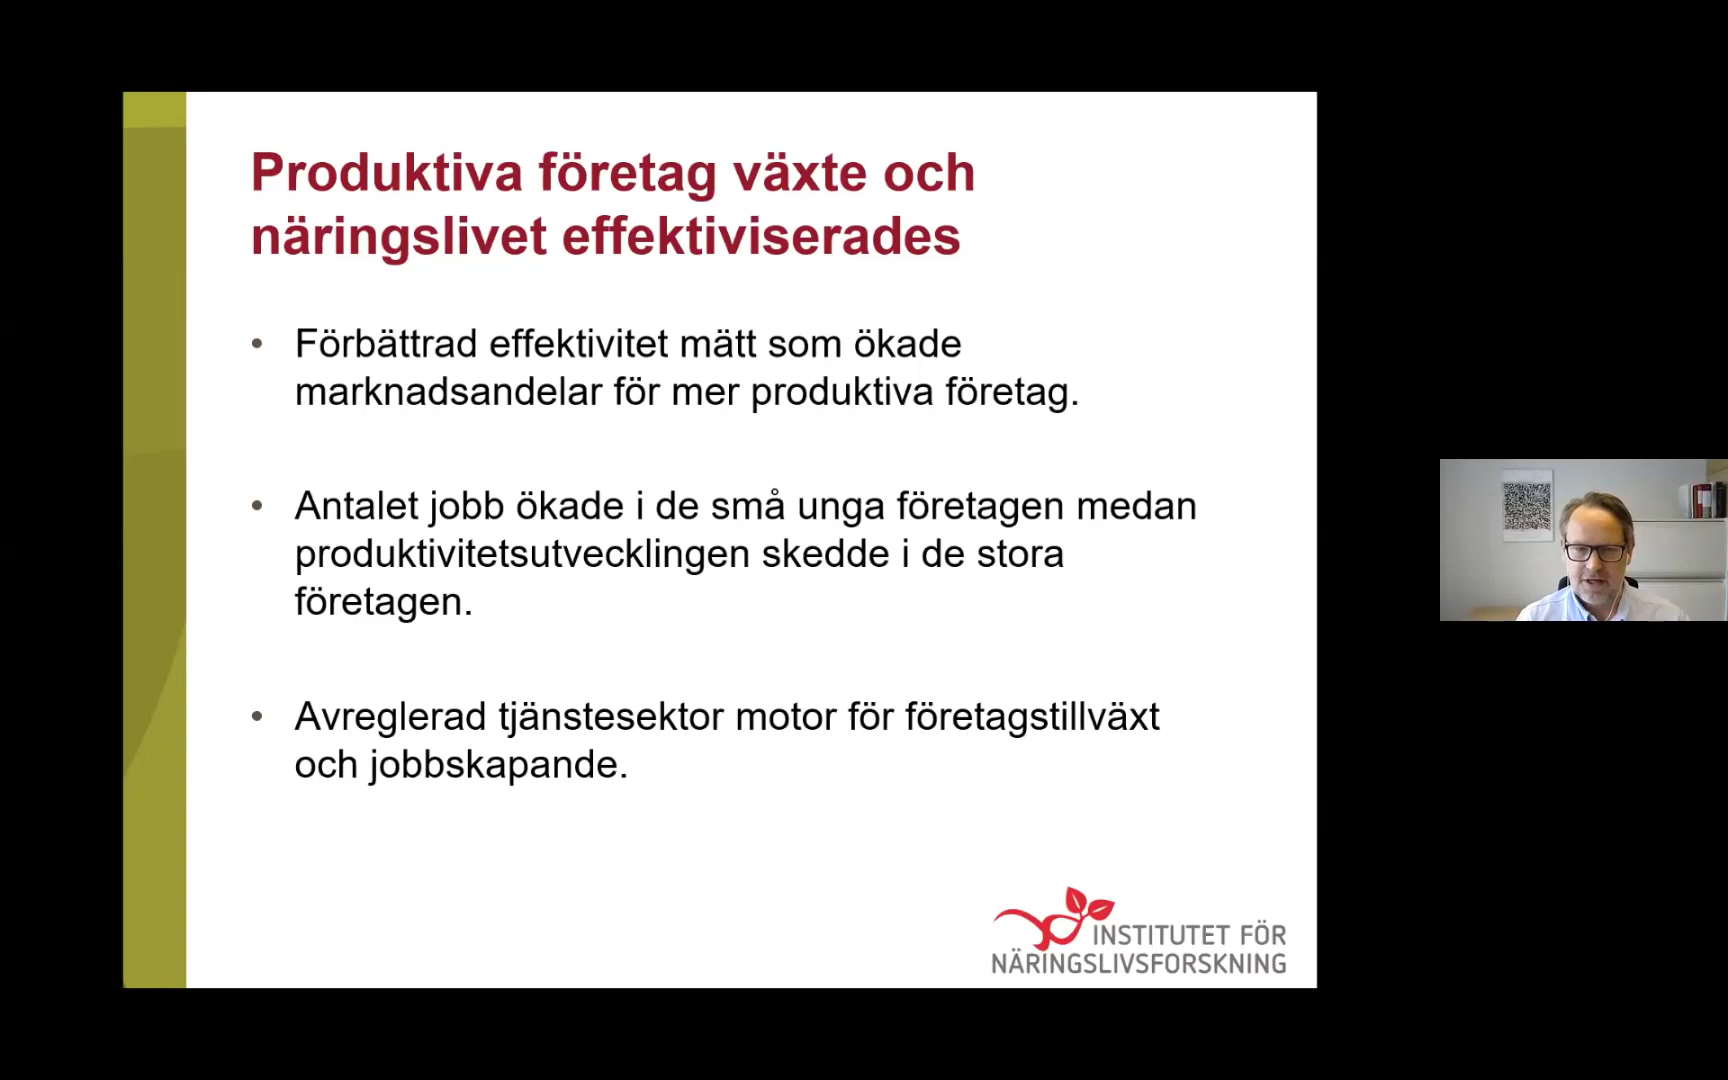 Produktiva företag växte och
näringslivet effektiviserades
• Förbättrad effektivitet mätt som ökade
marknadsandelar för mer produktiva företag.
• Antalet jobb ökade i de små unga företagen medan
produktivitetsutvecklingen skedde i de stora
företagen.
• Avreglerad tjänstesektor motor för företagstillväxt
och jobbskapande.
INSTITUTET FÖR
NÄRINGSLIVSFORSKNING